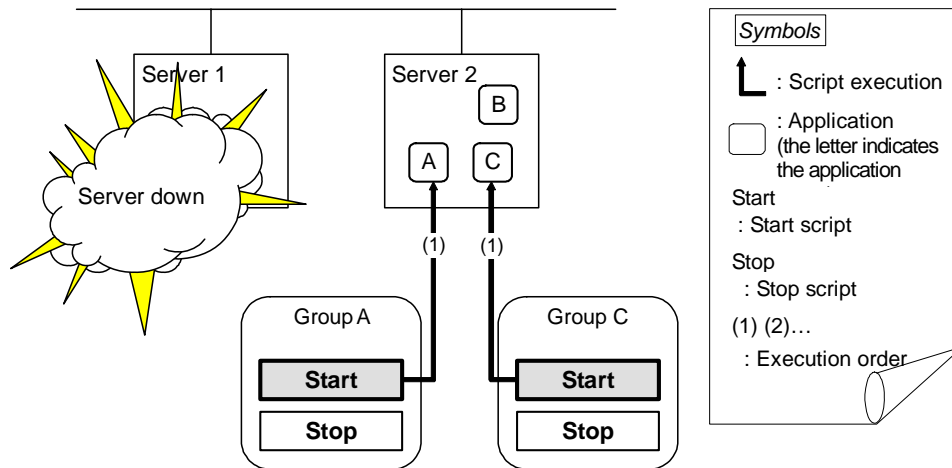 Server 1
Server down
Server 2
B
A
C
(1)
(1)
Group A
Start
Stop
Group C
Start
Stop
Symbols
: Script execution
: Application
(the letter indicates
the application
Start
: Start script
Stop
: Stop script
(1) (2)…
: Execution order